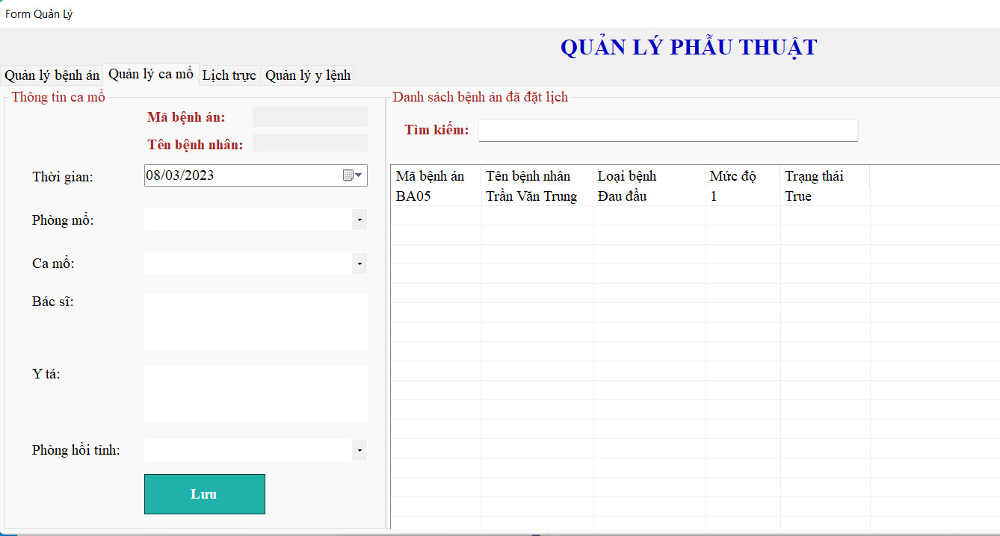 Form Quản Lý
QUẢN LÝ PHẪU THUẬT
Quản lý bệnh án Quản lý ca mổ Lịch trực Quản lý y lệnh
Thông tin ca mổ
Mã bệnh án:
Tên bệnh nhân:
Thời gian: 08/03/2023
Phòng mổ:
Ca mổ:
Bác sĩ:
Y tá:
Phòng hồi tỉnh:
Lưu
Danh sách bệnh án đã đặt lịch
Tìm kiếm:
Mã bệnh án Tên bệnh nhân Loại bệnh Mức độ Trạng thái
BA05 Trần Văn Trung Đau đầu 1 True